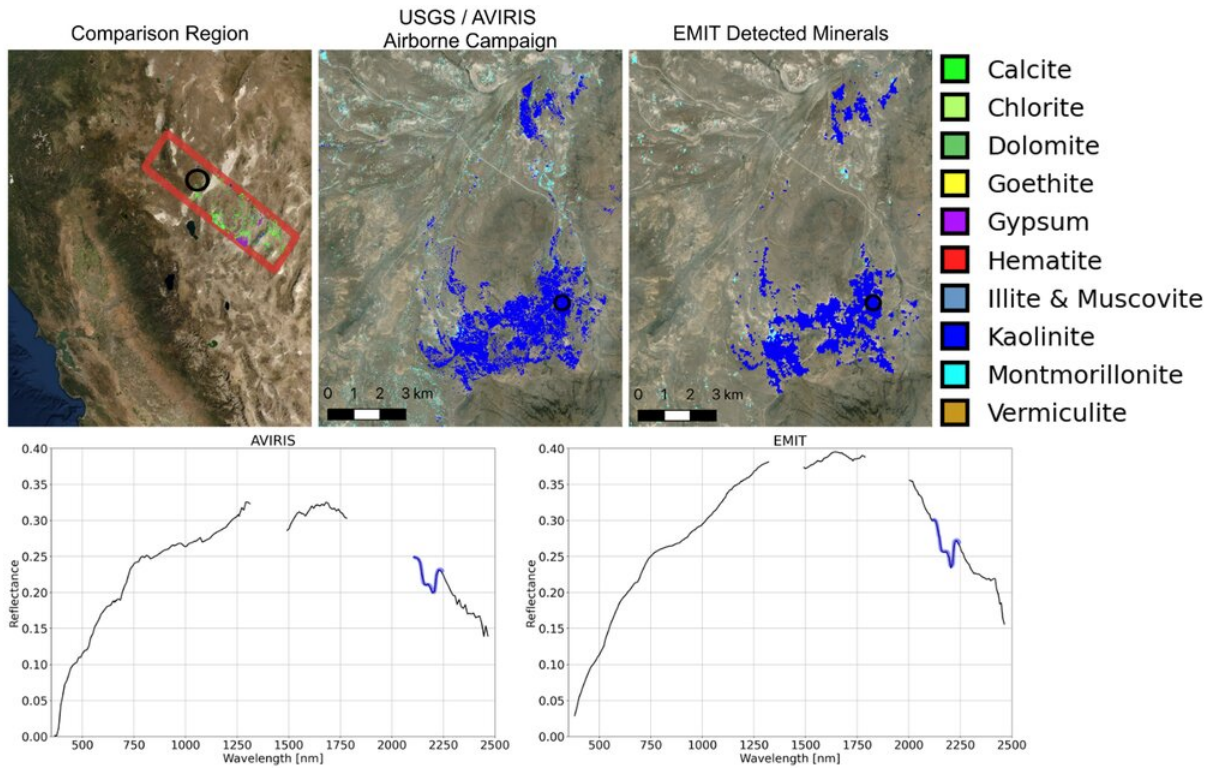 Comparison Region
USGS / AVIRIS
Airborne Campaign
EMIT Detected Minerals
0 1 2 3 km
0 1 2 3 km
Calcite
Chlorite
Dolomite
Goethite
Gypsum
Hematite
Illite & Muscovite
Kaolinite
Montmorillonite
Vermiculite
AVIRIS
0.40
0.35
0.30
0.25
0.20
0.15
0.10
0.05
0.00
Reflectance
500 750 1000 1250 1500 1750 2000 2250 2500
Wavelength [nm]
EMIT
0.40
0.35
0.30
0.25
0.20
0.15
0.10
0.05
0.00
Reflectance
500 750 1000 1250 1500 1750 2000 2250 2500
Wavelength [nm]